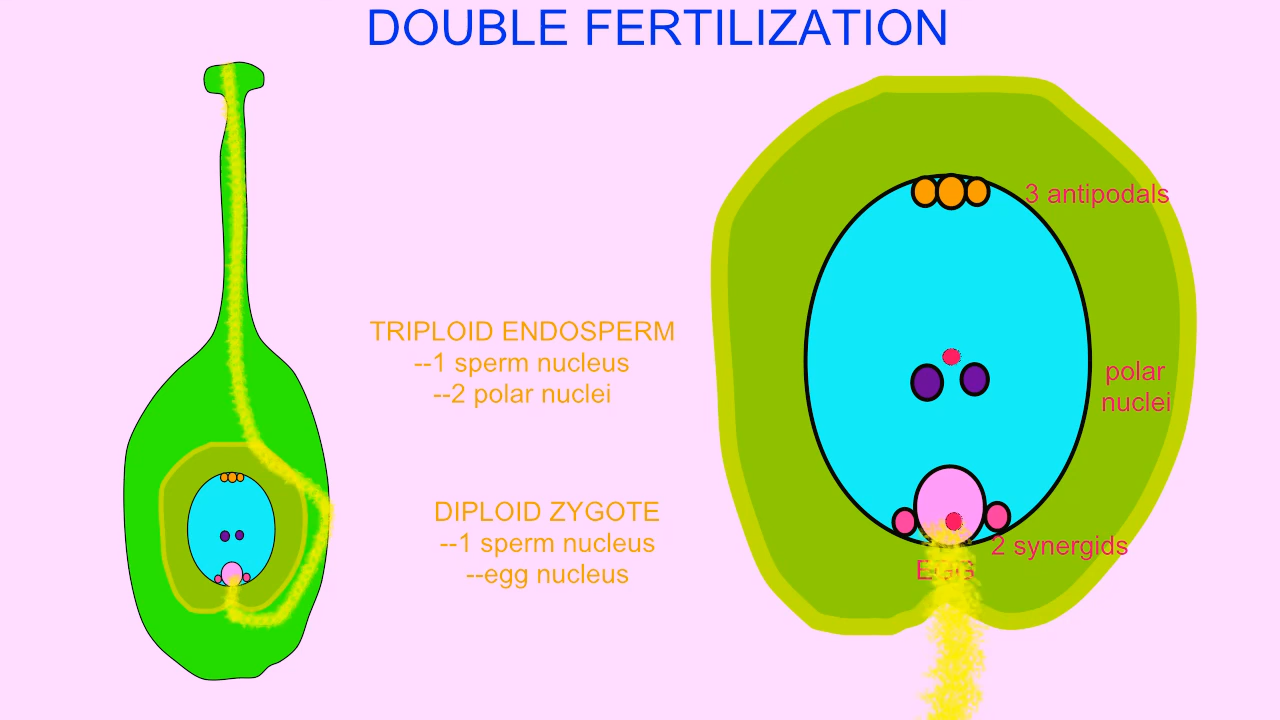 DOUBLE FERTILIZATION
3 antipodals
TRIPLOID ENDOSPERM
--1 sperm nucleus
--2 polar nuclei
polar
nuclei
DIPLOID ZYGOTE
--1 sperm nucleus
--egg nucleus
2 synergids
EGG